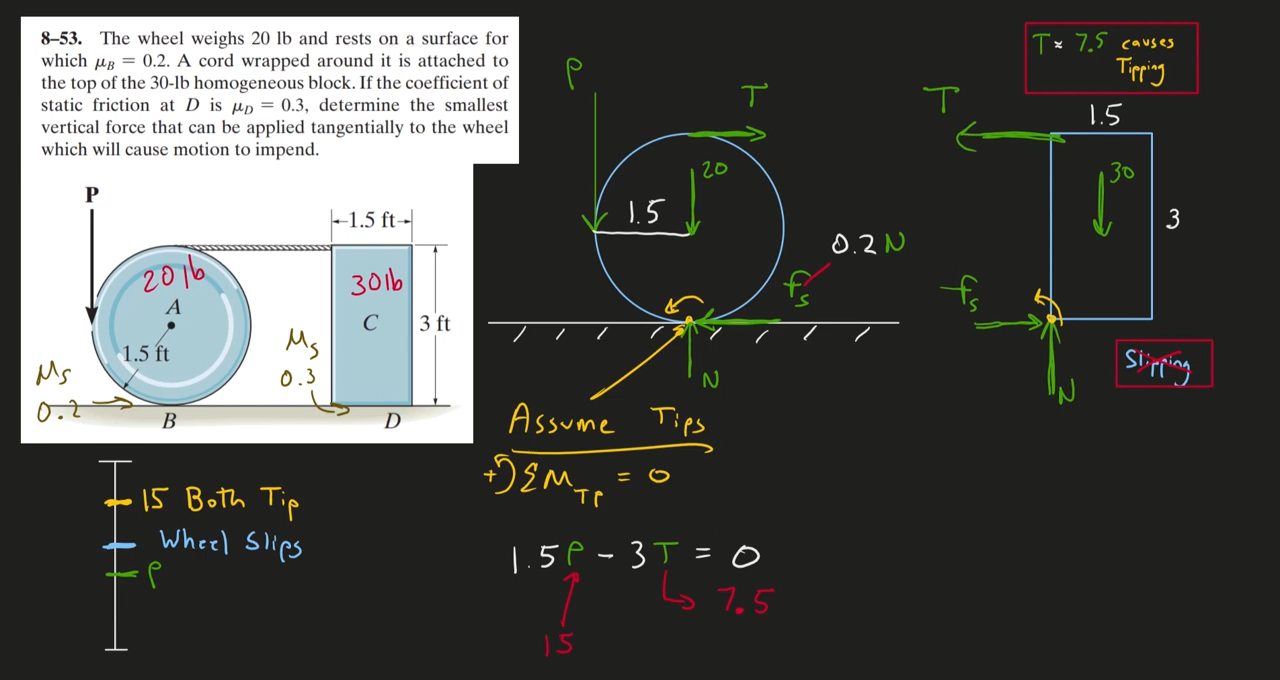 8–53. The wheel weighs 20 lb and rests on a surface for
which μB = 0.2. A cord wrapped around it is attached to
the top of the 30-lb homogeneous block. If the coefficient of
static friction at D is μD = 0.3, determine the smallest
vertical force that can be applied tangentially to the wheel
which will cause motion to impend.
P
1.5 ft
20 lb
30 lb
A
C
3 ft
1.5 ft
Ms
0.3
Ms
0.2
B
D
15 Both Tip
Wheel Slips
P
P
T
20
1.5
0.2N
fs
N
Assume Tips
+ ΣM TP = 0
1.5P - 3T = 0
7.5
15
T ≈ 7.5 causes
Tipping
T
1.5
30
3
fs
N
Slipping